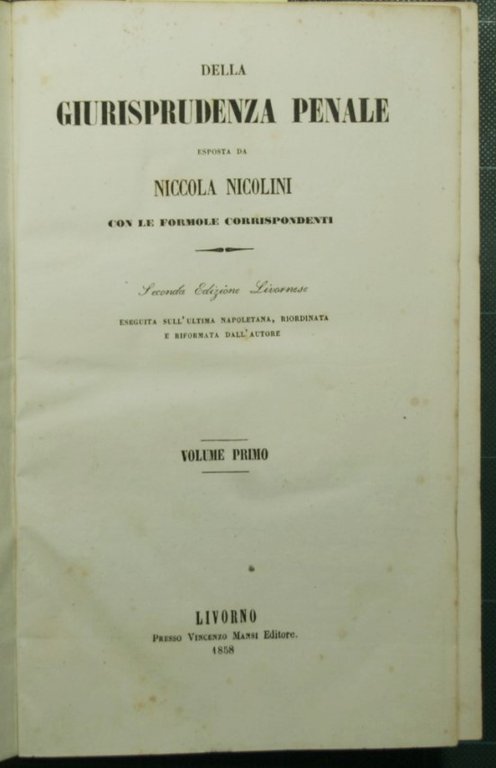 DELLA
GIURISPRUDENZA PENALE
ESPOSTA DA
NICCOLA NICOLINI
CON LE FORMOLE CORRISPONDENTI
Seconda Edizione Livornese
ESEGUITA SULL'ULTIMA NAPOLETANA, RIORDINATA
E RIFORMATA DALL'AUTORE
VOLUME PRIMO
LIVORNO
PRESSO VINCENZO MANSI Editore.
1858